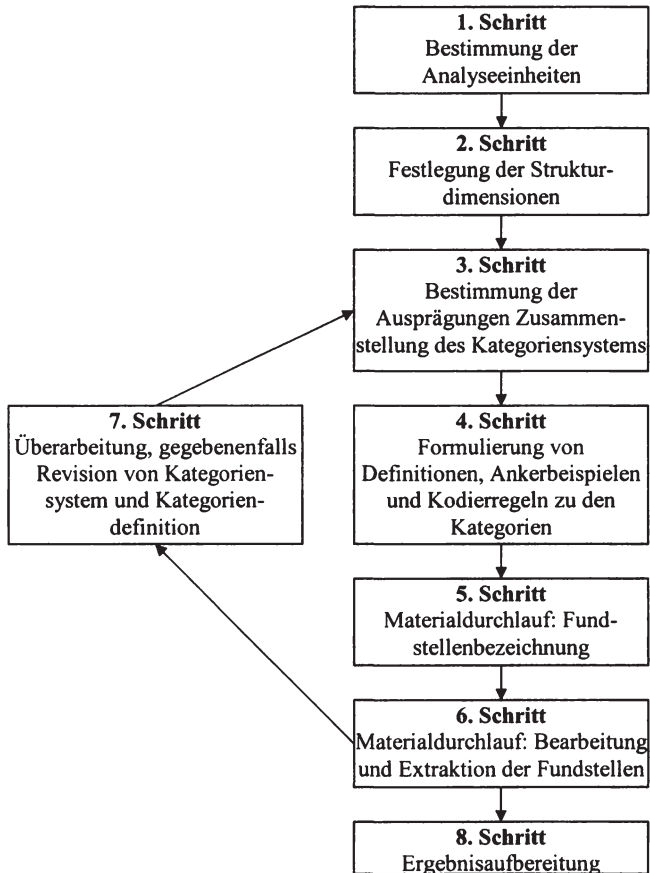 1. Schritt
Bestimmung der
Analyseeinheiten
2. Schritt
Festlegung der Struktur-
dimensionen
3. Schritt
Bestimmung der
Ausprägungen Zusammen-
stellung des Kategoriensystems
7. Schritt
Überarbeitung, gegebenenfalls
Revision von Kategorien-
system und Kategorien-
definition
4. Schritt
Formulierung von
Definitionen, Ankerbeispielen
und Kodierregeln zu den
Kategorien
5. Schritt
Materialdurchlauf: Fund-
stellenbezeichnung
6. Schritt
Materialdurchlauf: Bearbeitung
und Extraktion der Fundstellen
8. Schritt
Ergebnisaufbereitung